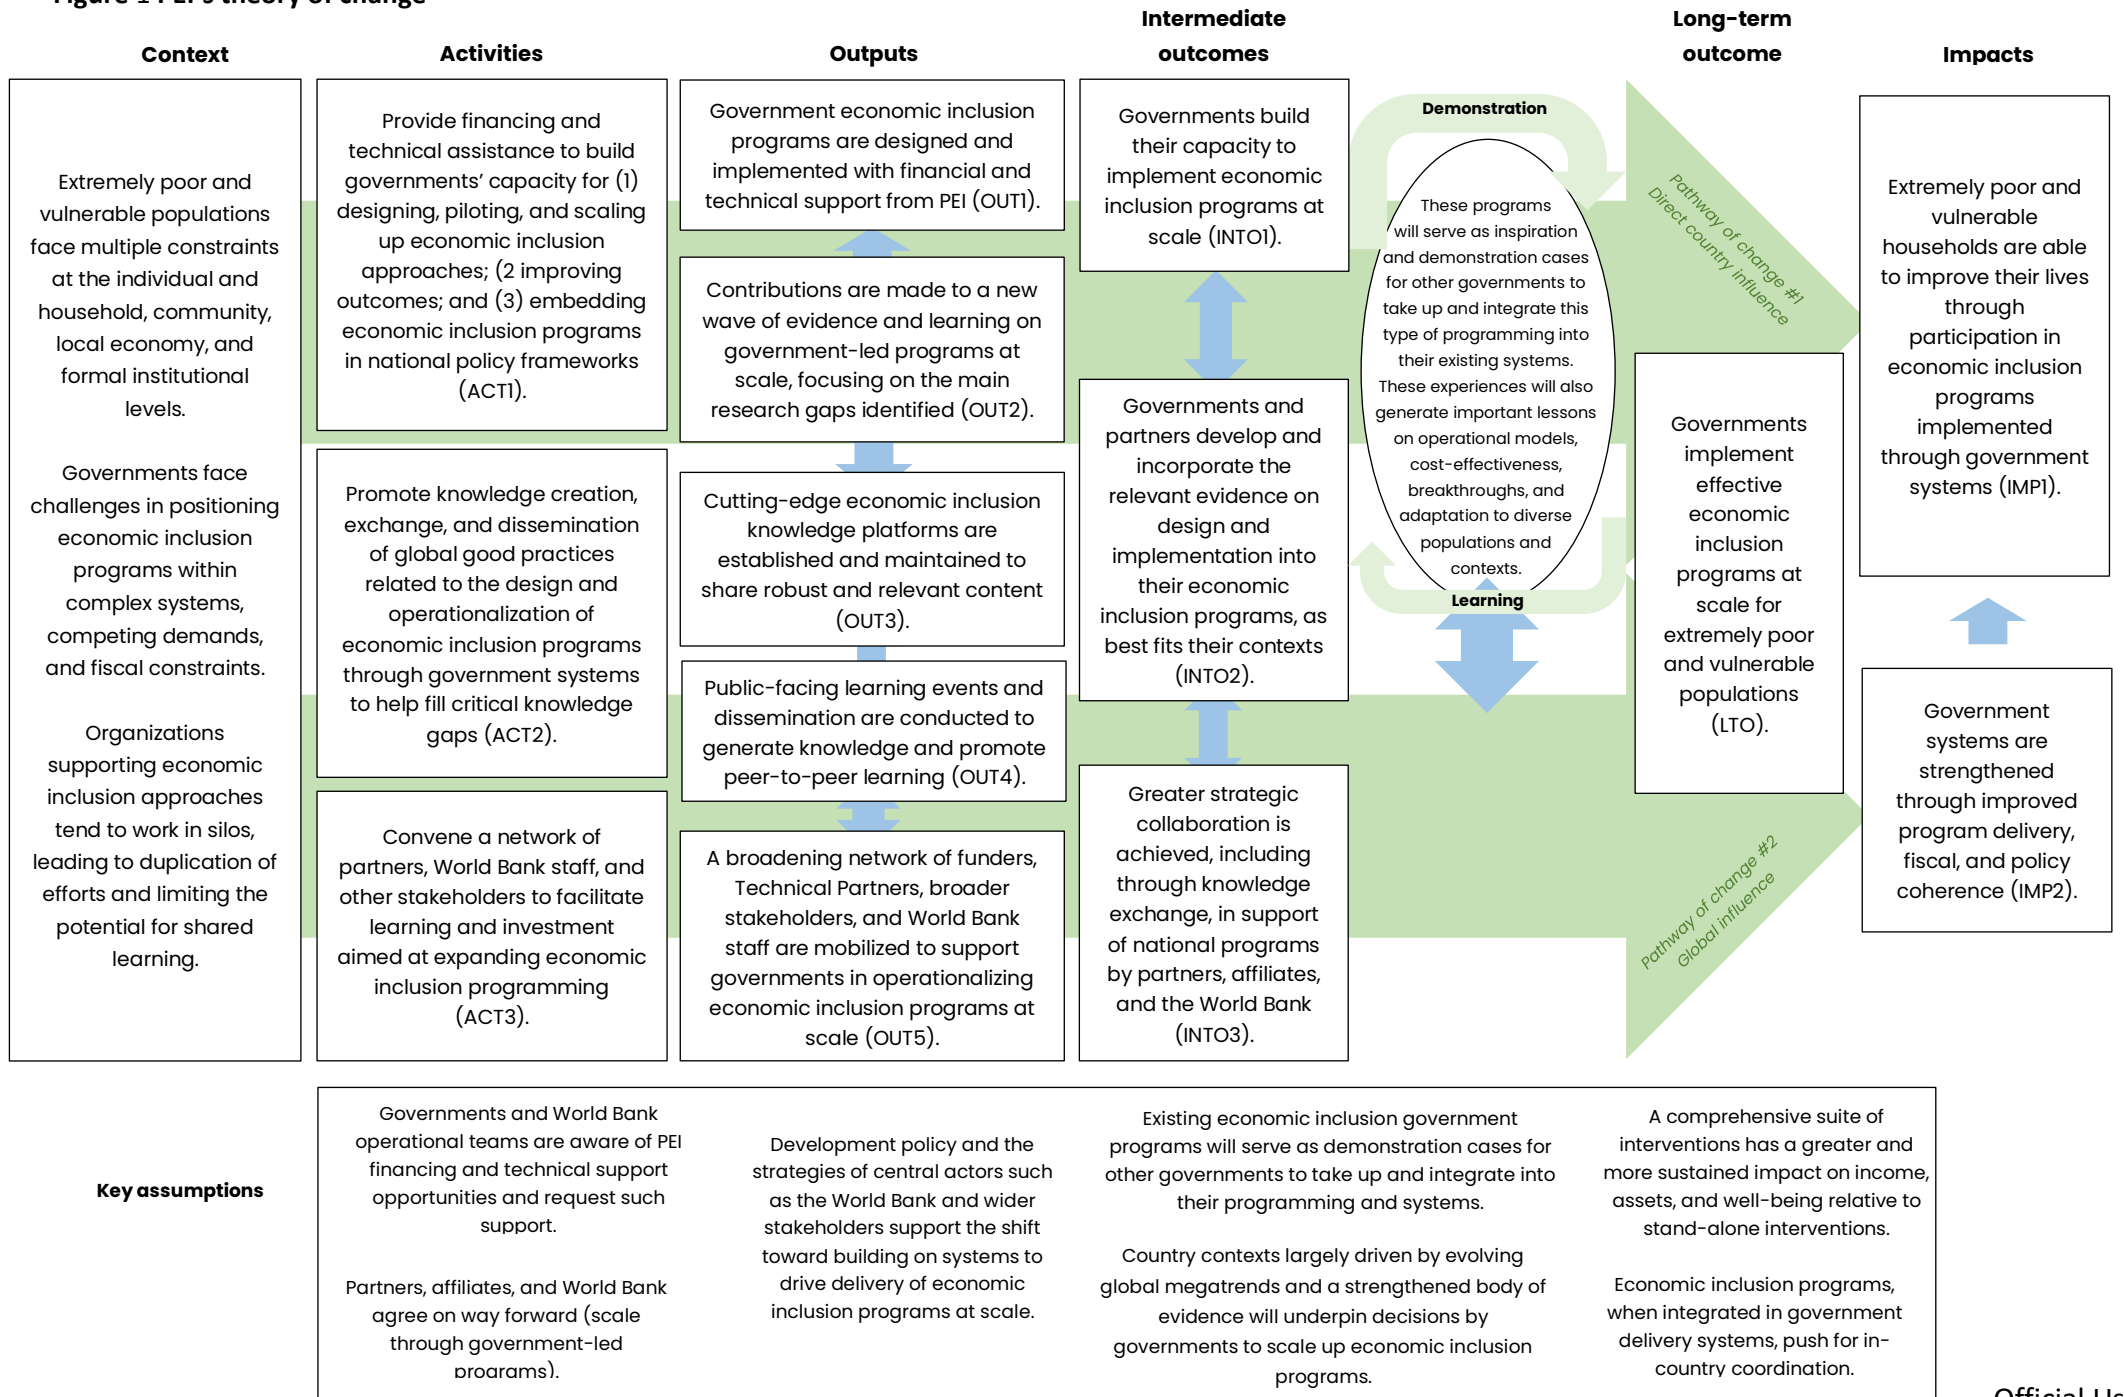 Figure 1 PEI's theory of change
Context
Activities
Outputs
Intermediate
outcomes
Long-term
outcome
Impacts
Extremely poor and
vulnerable populations
face multiple constraints
at the individual and
household, community,
local economy, and
formal institutional
levels.
Governments face
challenges in positioning
economic inclusion
programs within
complex systems,
competing demands,
and fiscal constraints.
Organizations
supporting economic
inclusion approaches
tend to work in silos,
leading to duplication of
efforts and limiting the
potential for shared
learning.
Provide financing and
technical assistance to build
governments' capacity for (1)
designing, piloting, and scaling
up economic inclusion
approaches; (2 improving
outcomes; and (3) embedding
economic inclusion programs
in national policy frameworks
(ACT1).
Promote knowledge creation,
exchange, and dissemination
of global good practices
related to the design and
operationalization of
economic inclusion programs
through government systems
to help fill critical knowledge
gaps (ACT2).
Convene a network of
partners, World Bank staff, and
other stakeholders to facilitate
learning and investment
aimed at expanding economic
inclusion programming
(ACT3).
Government economic inclusion
programs are designed and
implemented with financial and
technical support from PEI (OUT1).
Contributions are made to a new
wave of evidence and learning on
government-led programs at
scale, focusing on the main
research gaps identified (OUT2).
Cutting-edge economic inclusion
knowledge platforms are
established and maintained to
share robust and relevant content
(OUT3).
Public-facing learning events and
dissemination are conducted to
generate knowledge and promote
peer-to-peer learning (OUT4).
A broadening network of funders,
Technical Partners, broader
stakeholders, and World Bank
staff are mobilized to support
governments in operationalizing
economic inclusion programs at
scale (OUT5).
Governments build
their capacity to
implement economic
inclusion programs at
scale (INTO1).
Governments and
partners develop and
incorporate the
relevant evidence on
design and
implementation into
their economic
inclusion programs, as
best fits their contexts
(INTO2).
Greater strategic
collaboration is
achieved, including
through knowledge
exchange, in support
of national programs
by partners, affiliates,
and the World Bank
(INTO3).
Demonstration
These programs
will serve as inspiration
and demonstration cases
for other governments to
take up and integrate this
type of programming into
their existing systems.
These experiences will also
generate important lessons
on operational models,
cost-effectiveness,
breakthroughs, and
adaptation to diverse
populations and
contexts.
Learning
Pathway of change #1
Direct country influence
Governments
implement
effective
economic
inclusion
programs at
scale for
extremely poor
and vulnerable
populations
(LTO).
Pathway of change #2
Global influence
Extremely poor and
vulnerable
households are able
to improve their lives
through
participation in
economic inclusion
programs
implemented
through government
systems (IMP1).
Government
systems are
strengthened
through improved
program delivery,
fiscal, and policy
coherence (IMP2).
Key assumptions
Governments and World Bank
operational teams are aware of PEI
financing and technical support
opportunities and request such
support.
Partners, affiliates, and World Bank
agree on way forward (scale
through government-led
programs).
Development policy and the
strategies of central actors such
as the World Bank and wider
stakeholders support the shift
toward building on systems to
drive delivery of economic
inclusion programs at scale.
Existing economic inclusion government
programs will serve as demonstration cases for
other governments to take up and integrate into
their programming and systems.
Country contexts largely driven by evolving
global megatrends and a strengthened body of
evidence will underpin decisions by
governments to scale up economic inclusion
programs.
A comprehensive suite of
interventions has a greater and
more sustained impact on income,
assets, and well-being relative to
stand-alone interventions.
Economic inclusion programs,
when integrated in government
delivery systems, push for in-
country coordination.
Official Us